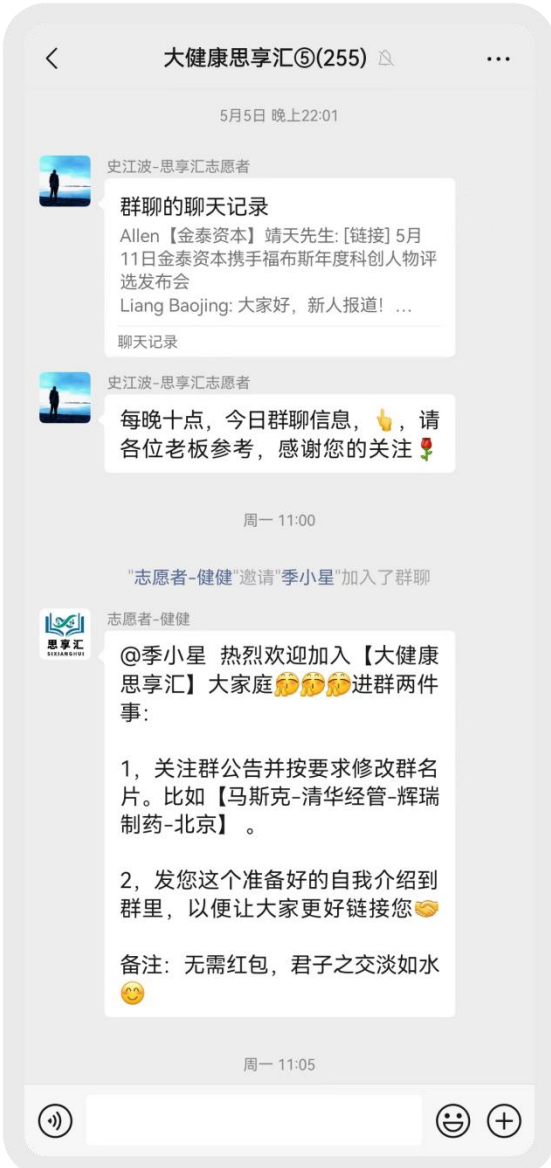 大健康思享汇⑤(255)
5月5日 晚上22:01
史江波-思享汇志愿者
群聊的聊天记录
Allen【金泰资本】靖天先生: [链接] 5月
11日金泰资本携手福布斯年度科创人物评
选发布会
Liang Baojing: 大家好，新人报道！...
聊天记录
史江波-思享汇志愿者
每晚十点，今日群聊信息，👆，请
各位老板参考，感谢您的关注🌹
周一 11:00
"志愿者-健健"邀请"季小星"加入了群聊
思享汇
SIXIANGHUI
志愿者-健健
@季小星 热烈欢迎加入【大健康
思享汇】大家庭🎉🎉🎉进群两件
事：
1，关注群公告并按要求修改群名
片。比如【马斯克-清华经管-辉瑞
制药-北京】 。
2，发您这个准备好的自我介绍到
群里，以便让大家更好链接您🤝
备注：无需红包，君子之交淡如水
😊
周一 11:05